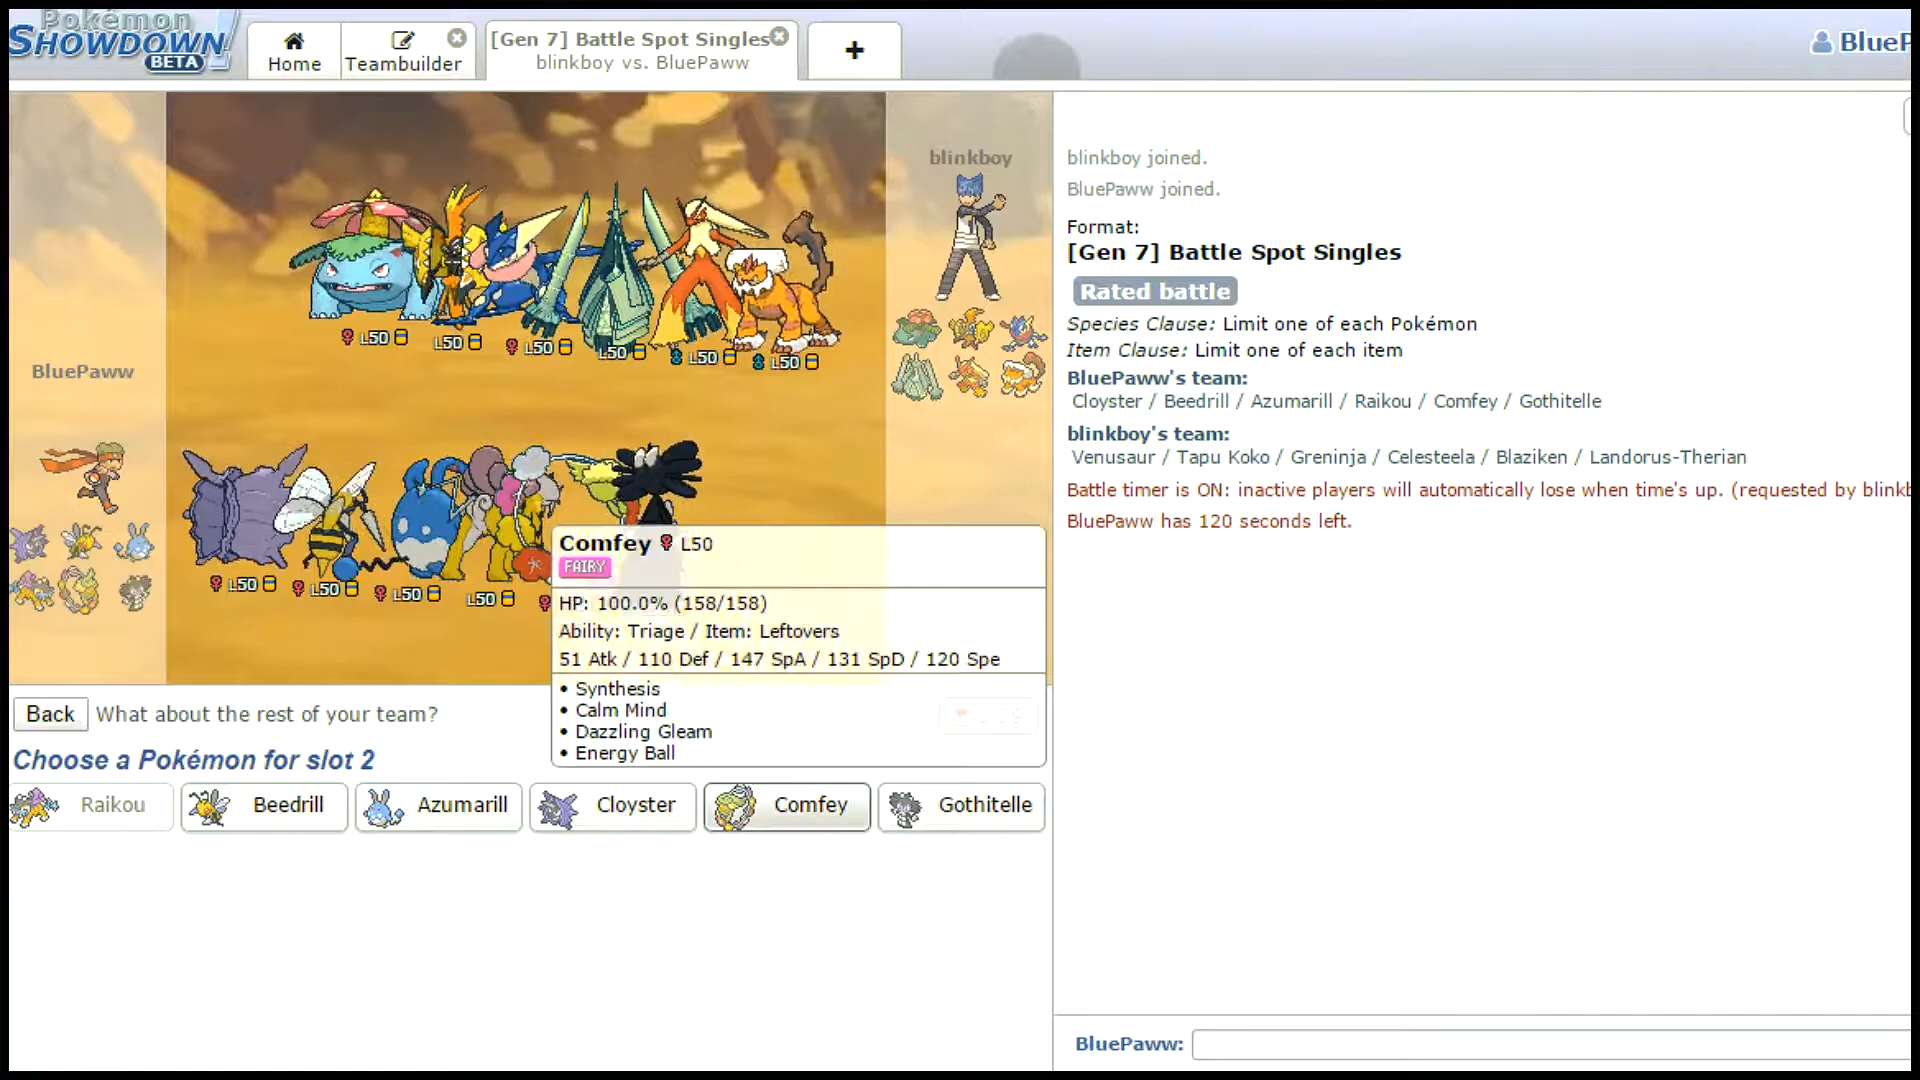 Pokémon
SHOWDOWN
BETA
Home
Teambuilder
[Gen 7] Battle Spot Singles
blinkboy vs. BluePaww
+
BlueP
blinkboy
L50
L50
L50
L50
L50
L50
BluePaww
L50
L50
L50
L50
Comfey ♀ L50
FAIRY
HP: 100.0% (158/158)
Ability: Triage / Item: Leftovers
51 Atk / 110 Def / 147 SpA / 131 SpD / 120 Spe
• Synthesis
• Calm Mind
• Dazzling Gleam
• Energy Ball
Back What about the rest of your team?
Choose a Pokémon for slot 2
Raikou Beedrill Azumarill Cloyster Comfey Gothitelle
blinkboy joined.
BluePaww joined.
Format:
[Gen 7] Battle Spot Singles
Rated battle
Species Clause: Limit one of each Pokémon
Item Clause: Limit one of each item
BluePaww's team:
Cloyster / Beedrill / Azumarill / Raikou / Comfey / Gothitelle
blinkboy's team:
Venusaur / Tapu Koko / Greninja / Celesteela / Blaziken / Landorus-Therian
Battle timer is ON: inactive players will automatically lose when time's up. (requested by blinkb
BluePaww has 120 seconds left.
BluePaww: